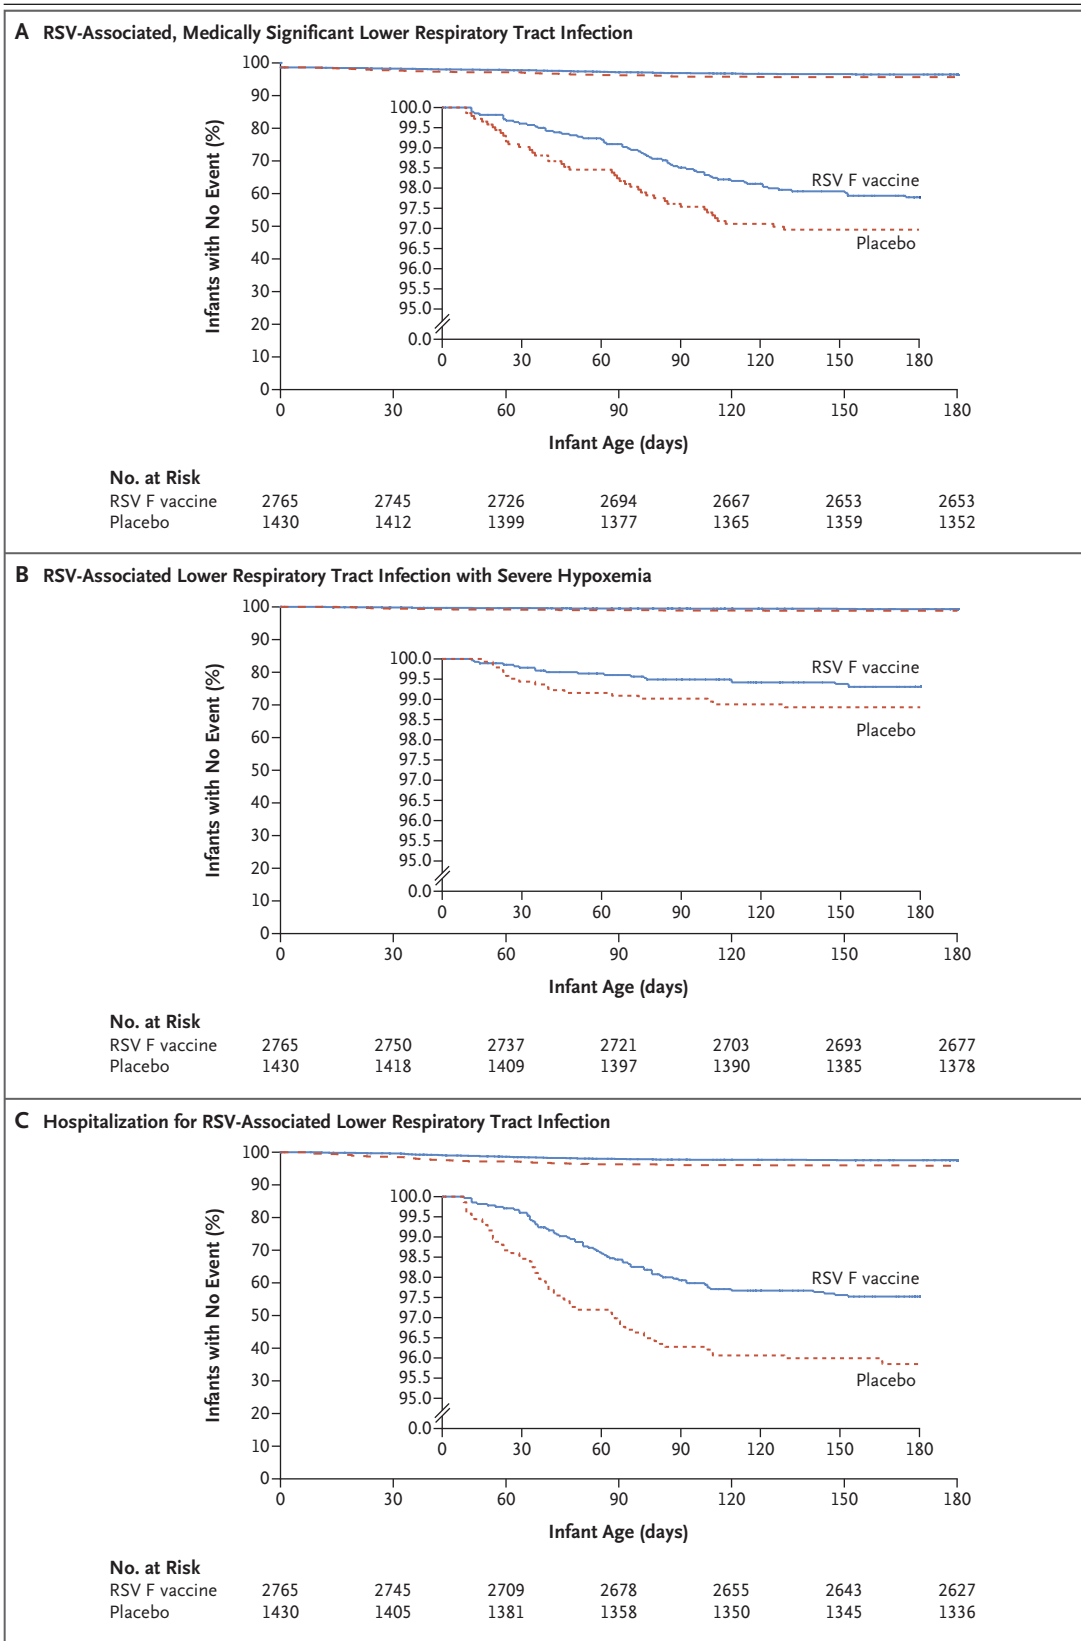 A RSV-Associated, Medically Significant Lower Respiratory Tract Infection
Infants with No Event (%)
100
90
80
70
60
50
40
30
20
10
0
100.0
99.5
99.0
98.5
98.0
97.5
97.0
96.5
96.0
95.5
95.0
0.0
RSV F vaccine
Placebo
0 30 60 90 120 150 180
0 30 60 90 120 150 180
Infant Age (days)
No. at Risk
RSV F vaccine 2765 2745 2726 2694 2667 2653 2653
Placebo 1430 1412 1399 1377 1365 1359 1352
B RSV-Associated Lower Respiratory Tract Infection with Severe Hypoxemia
Infants with No Event (%)
100
90
80
70
60
50
40
30
20
10
0
100.0
99.5
99.0
98.5
98.0
97.5
97.0
96.5
96.0
95.5
95.0
0.0
RSV F vaccine
Placebo
0 30 60 90 120 150 180
0 30 60 90 120 150 180
Infant Age (days)
No. at Risk
RSV F vaccine 2765 2750 2737 2721 2703 2693 2677
Placebo 1430 1418 1409 1397 1390 1385 1378
C Hospitalization for RSV-Associated Lower Respiratory Tract Infection
Infants with No Event (%)
100
90
80
70
60
50
40
30
20
10
0
100.0
99.5
99.0
98.5
98.0
97.5
97.0
96.5
96.0
95.5
95.0
0.0
RSV F vaccine
Placebo
0 30 60 90 120 150 180
0 30 60 90 120 150 180
Infant Age (days)
No. at Risk
RSV F vaccine 2765 2745 2709 2678 2655 2643 2627
Placebo 1430 1405 1381 1358 1350 1345 1336